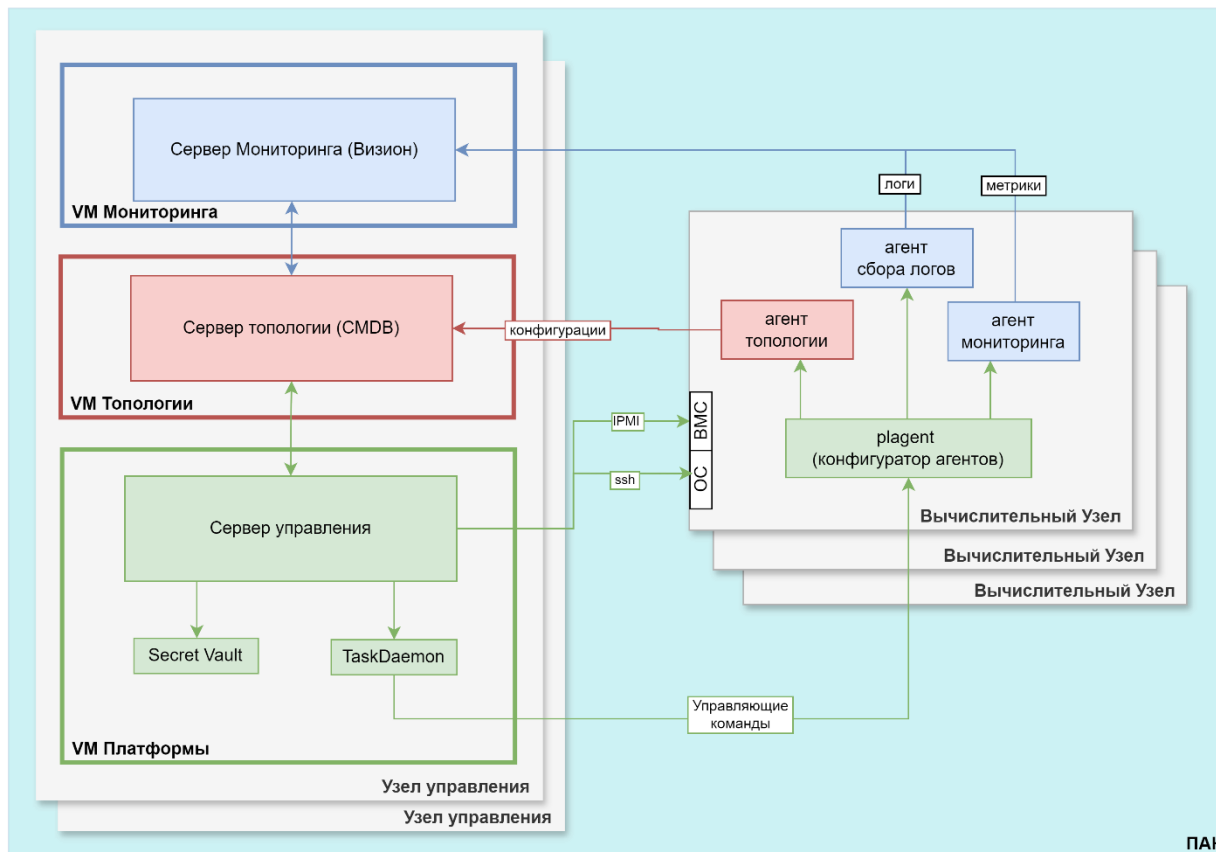 Сервер Мониторинга (Визион)
VM Мониторинга
Сервер топологии (CMDB)
VM Топологии
Сервер управления
Secret Vault
TaskDaemon
VM Платформы
Узел управления
Узел управления
логи
метрики
агент
сбора логов
агент
топологии
агент
мониторинга
конфигурации
IPMI
ssh
BMC
ОС
plagent
(конфигуратор агентов)
Вычислительный Узел
Вычислительный Узел
Вычислительный Узел
Управляющие
команды